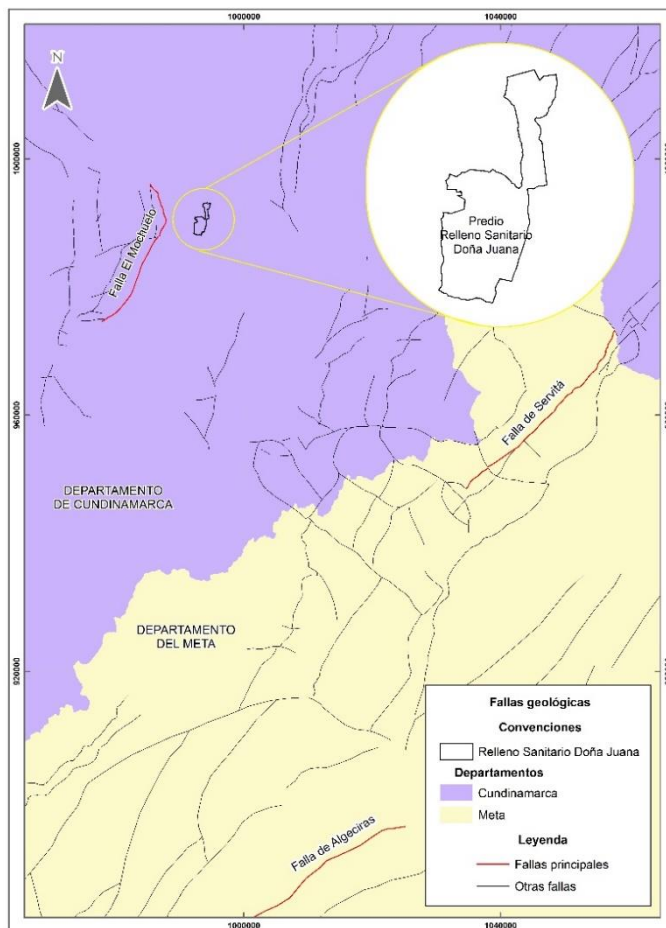 1000000
1040000
N
1000000
Falla El Mochuelo
Predio
Relleno Sanitario
Doña Juana
960000
Falla de Servitá
DEPARTAMENTO
DE CUNDINAMARCA
DEPARTAMENTO
DEL META
920000
Falla de Algeciras
Fallas geológicas
Convenciones
Relleno Sanitario Doña Juana
Departamentos
Cundinamarca
Meta
Leyenda
Fallas principales
Otras fallas
1000000
1040000